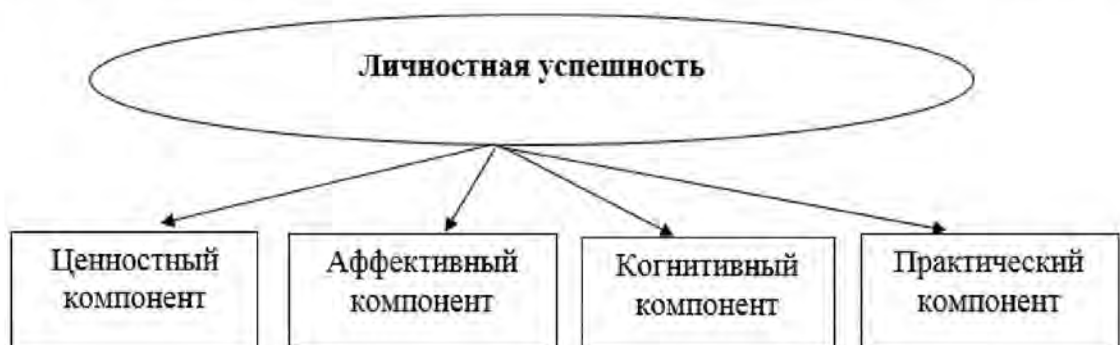 Личностная успешность
Ценностный
компонент
Аффективный
компонент
Когнитивный
компонент
Практический
компонент